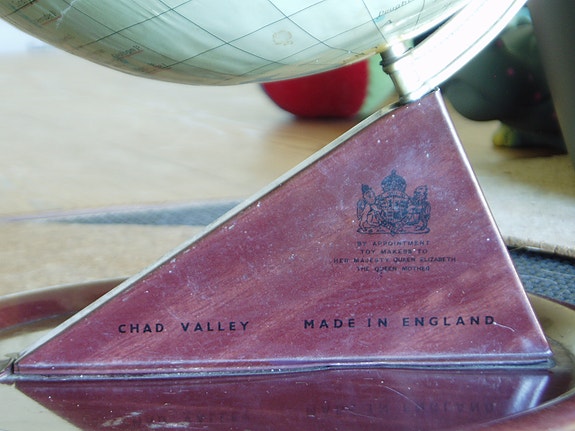 BY APPOINTMENT
TOY MAKERS TO
HER MAJESTY QUEEN ELIZABETH
THE QUEEN MOTHER
CHAD VALLEY MADE IN ENGLAND